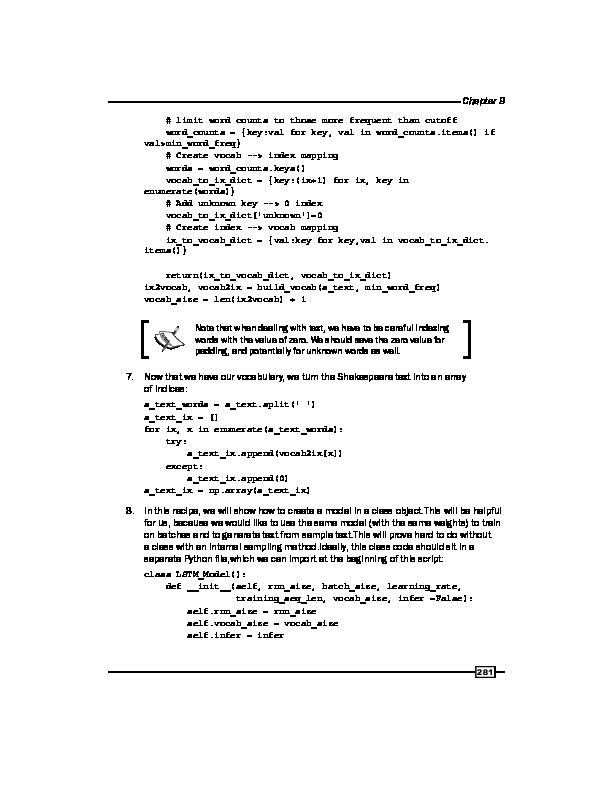 Chapter 9
# limit word counts to those more frequent than cutoff
word_counts = {key:val for key, val in word_counts.items() if
val>min_word_freq}
# Create vocab --> index mapping
words = word_counts.keys()
vocab_to_ix_dict = {key:(ix+1) for ix, key in
enumerate(words)}
# Add unknown key --> 0 index
vocab_to_ix_dict['unknown']=0
# Create index --> vocab mapping
ix_to_vocab_dict = {val:key for key,val in vocab_to_ix_dict.
items()}
return(ix_to_vocab_dict, vocab_to_ix_dict)
ix2vocab, vocab2ix = build_vocab(s_text, min_word_freq)
vocab_size = len(ix2vocab) + 1
Note that when dealing with text, we have to be careful indexing
words with the value of zero. We should save the zero value for
padding, and potentially for unknown words as well.
7. Now that we have our vocabulary, we turn the Shakespeare text into an array
of indices:
s_text_words = s_text.split(' ')
s_text_ix = []
for ix, x in enumerate(s_text_words):
try:
s_text_ix.append(vocab2ix[x])
except:
s_text_ix.append(0)
s_text_ix = np.array(s_text_ix)
8. In this recipe, we will show how to create a model in a class object.This will be helpful
for us, because we would like to use the same model (with the same weights) to train
on batches and to generate text from sample text.This will prove hard to do without
a class with an internal sampling method.Ideally, this class code should sit in a
separate Python file,which we can import at the beginning of this script:
class LSTM_Model():
def __init__(self, rnn_size, batch_size, learning_rate,
training_seq_len, vocab_size, infer =False):
self.rnn_size = rnn_size
self.vocab_size = vocab_size
self.infer = infer
281